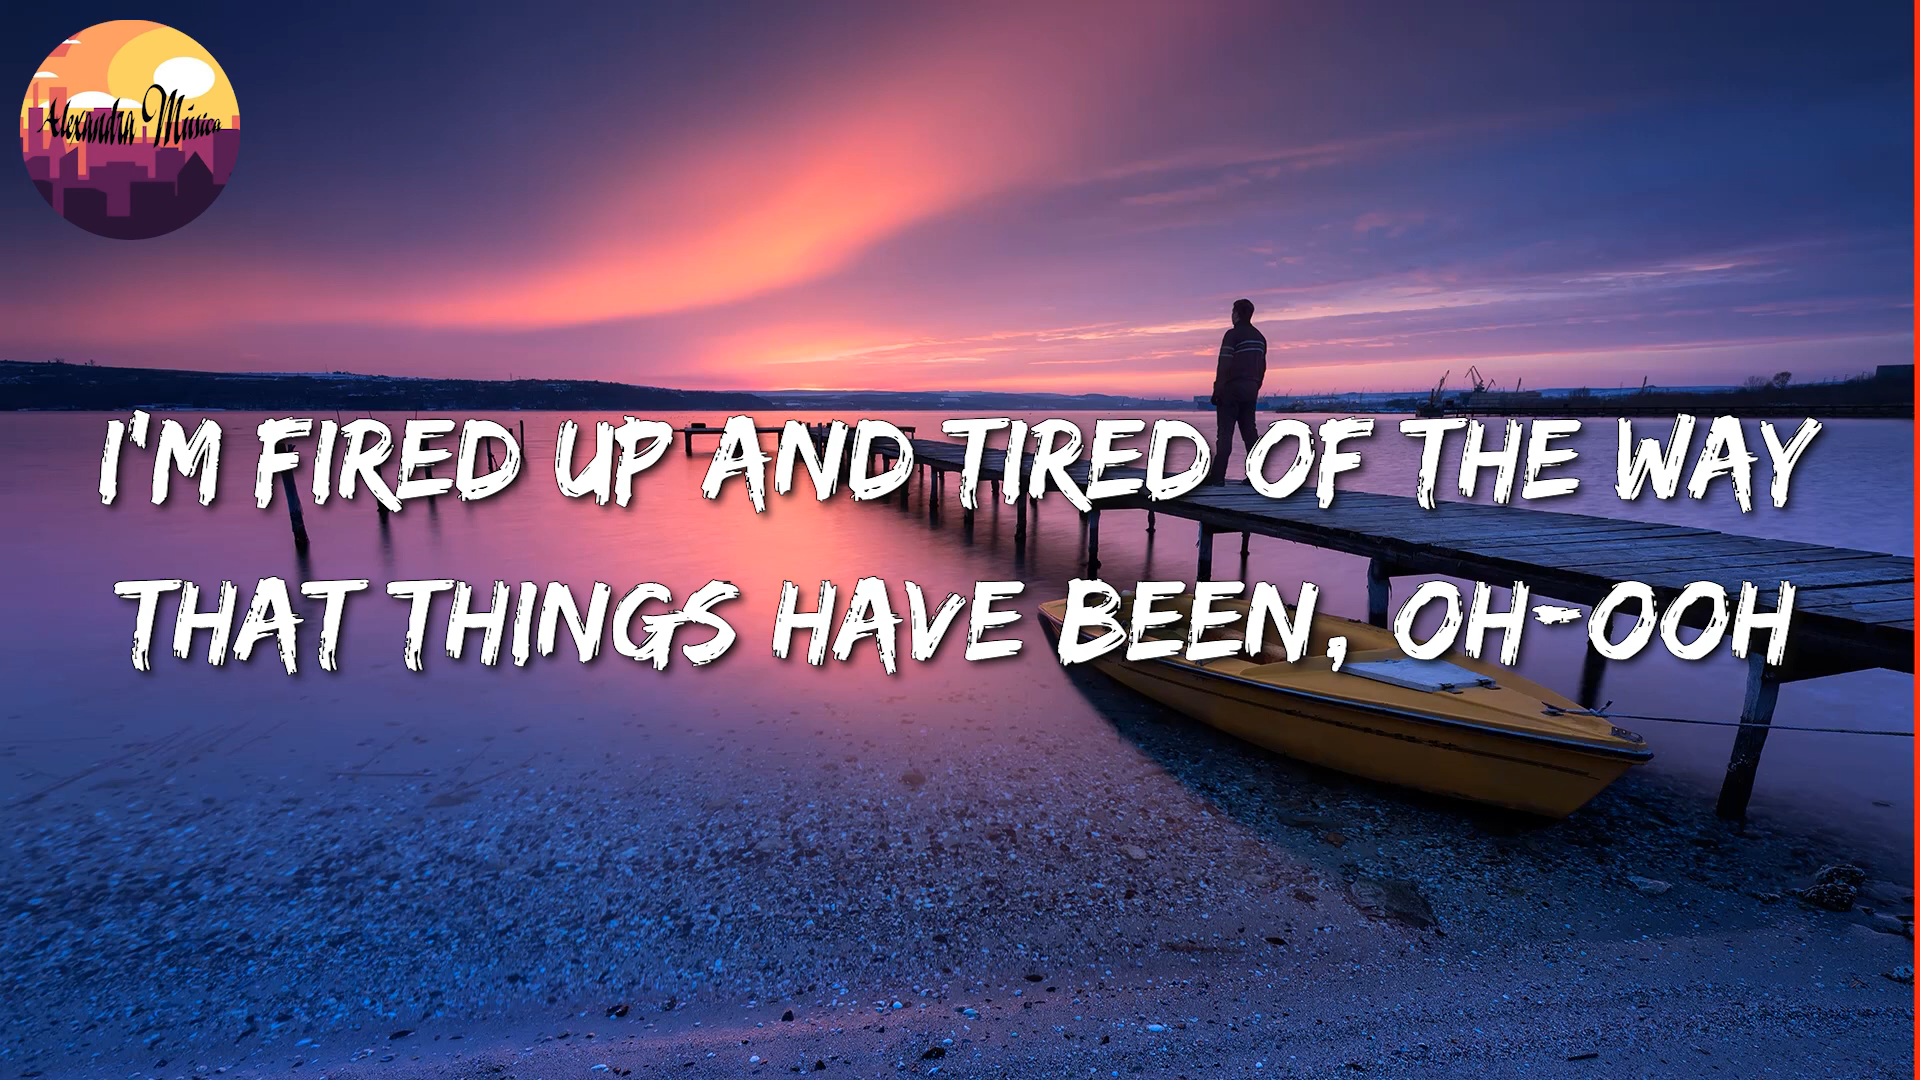 Alexandra Música
I'M FIRED UP AND TIRED OF THE WAY
THAT THINGS HAVE BEEN, OH-OOH